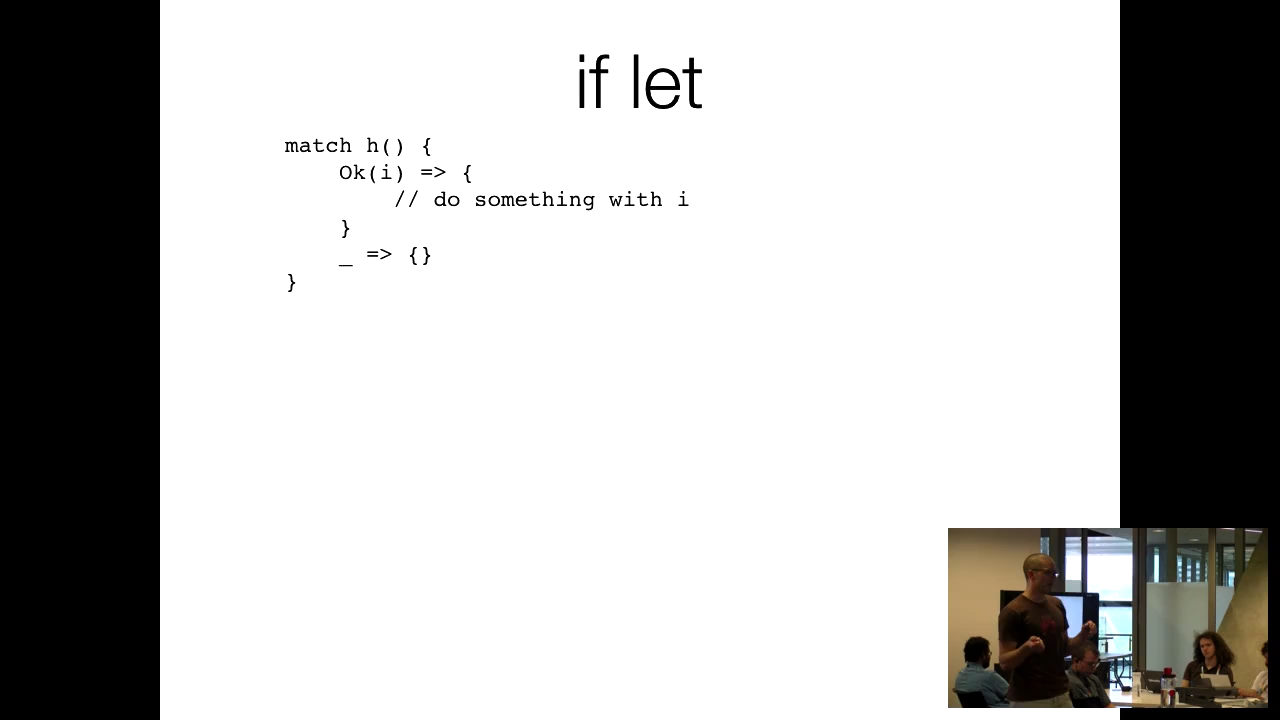 if let
match h() {
    Ok(i) => {
        // do something with i
    }
    _ => {}
}